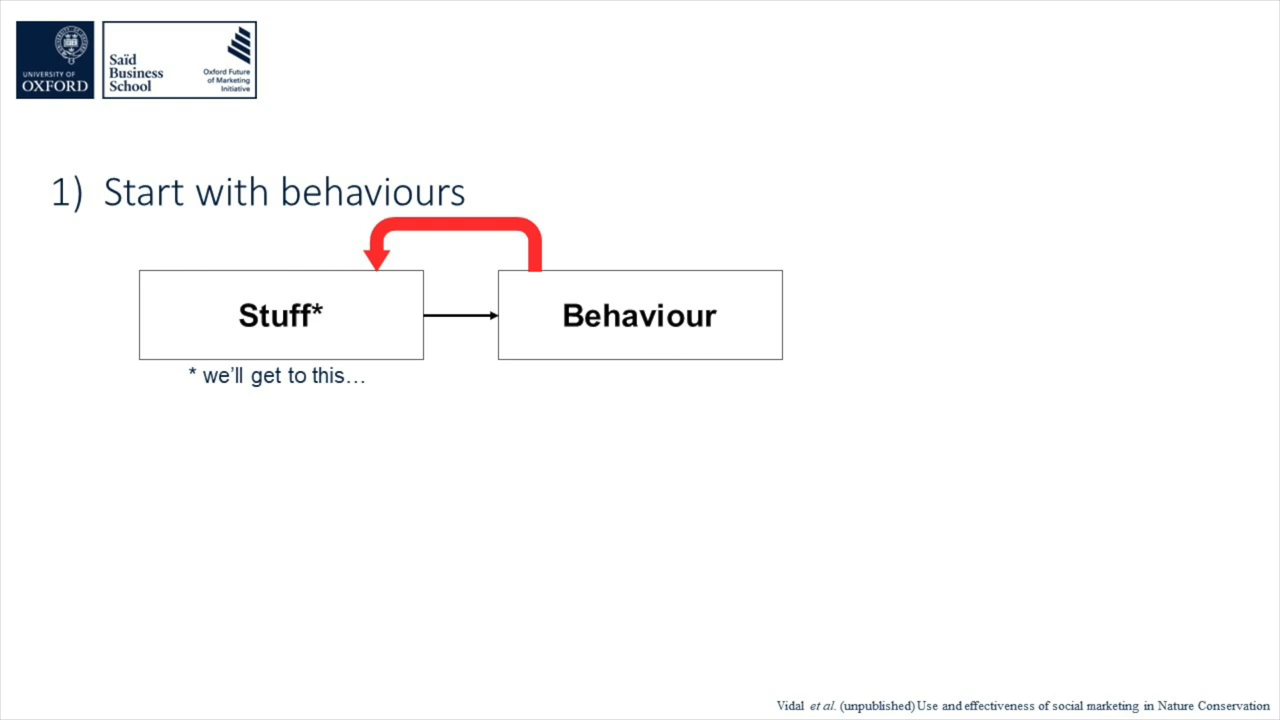 UNIVERSITY OF
OXFORD
Saïd
Business
School
Oxford Future
of Marketing
Initiative
1) Start with behaviours
Stuff*
Behaviour
* we’ll get to this…
Vidal et al. (unpublished) Use and effectiveness of social marketing in Nature Conservation